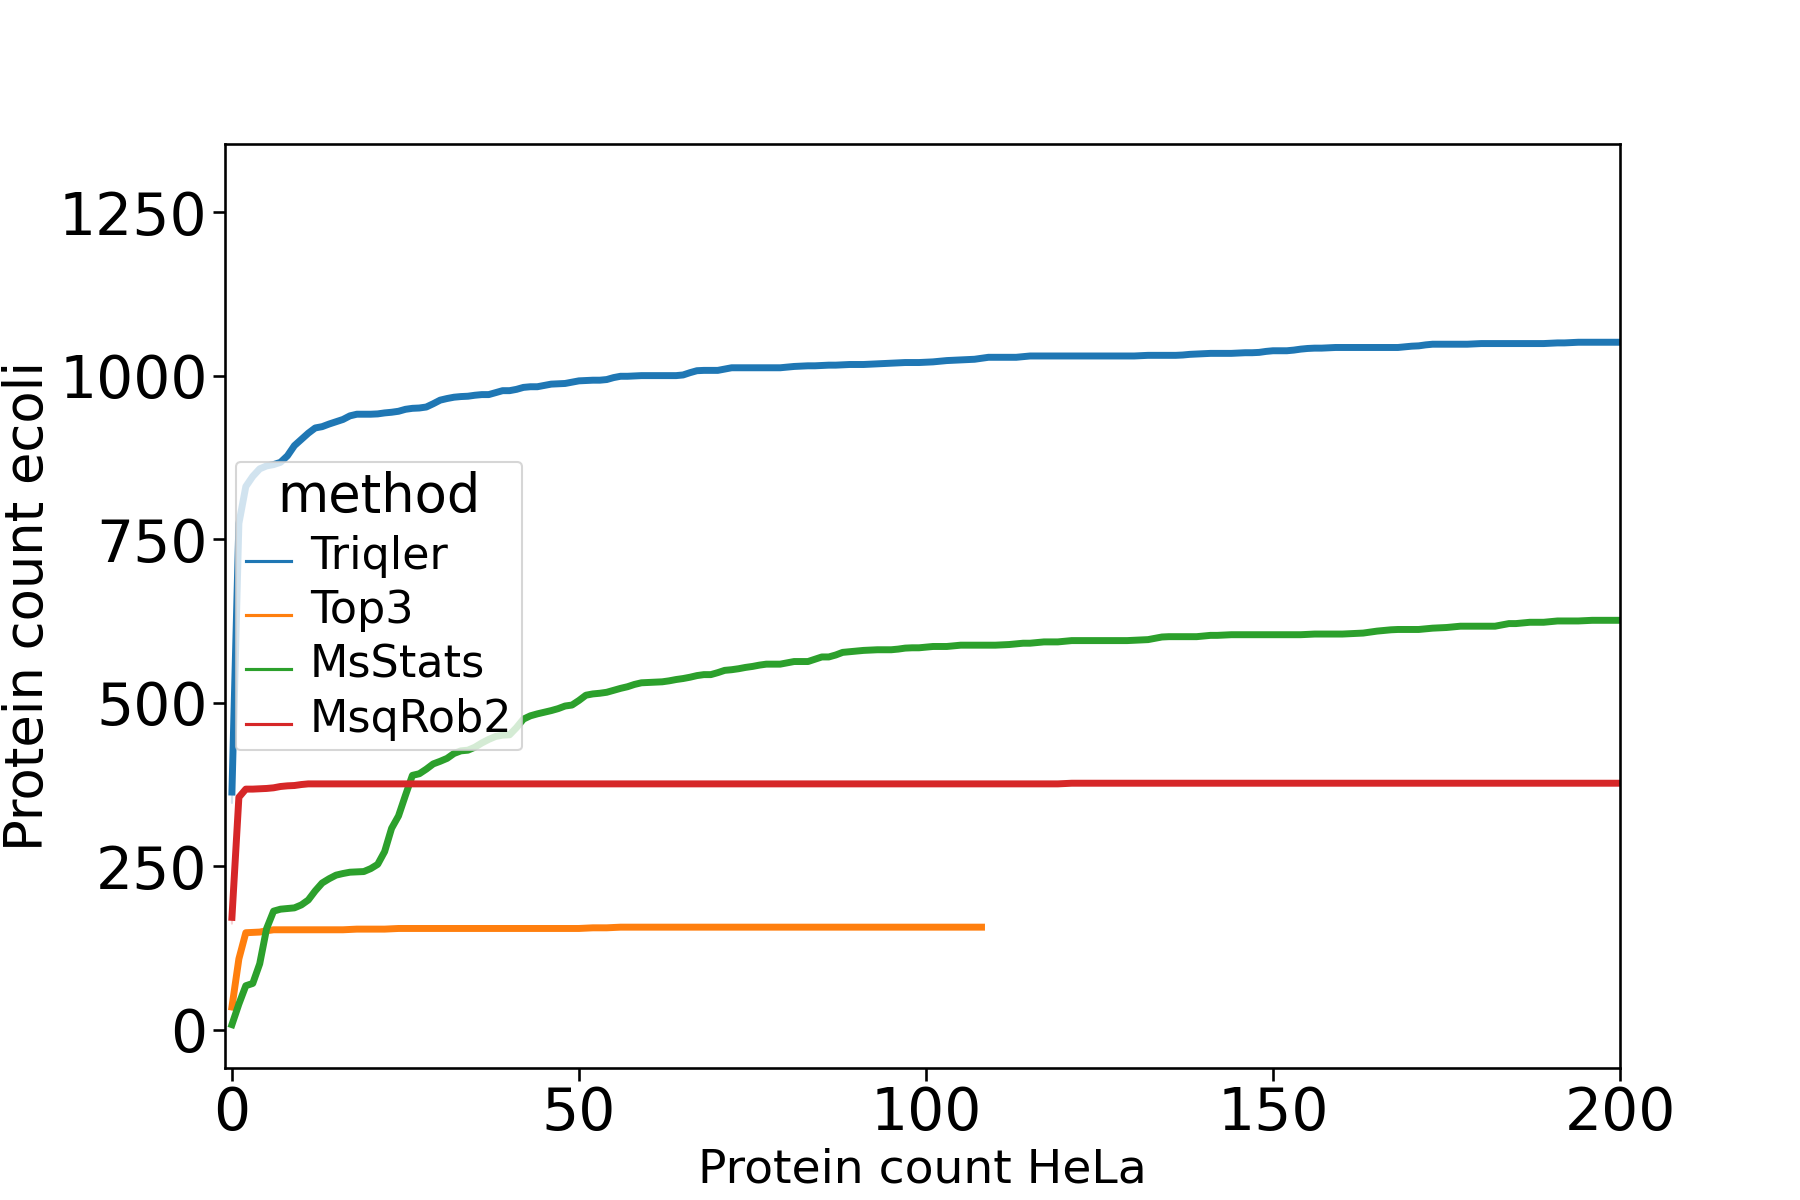 Protein count ecoli
1250
1000
750
500
250
0
method
Triqler
Top3
MsStats
MsqRob2
0 50 100 150 200
Protein count HeLa